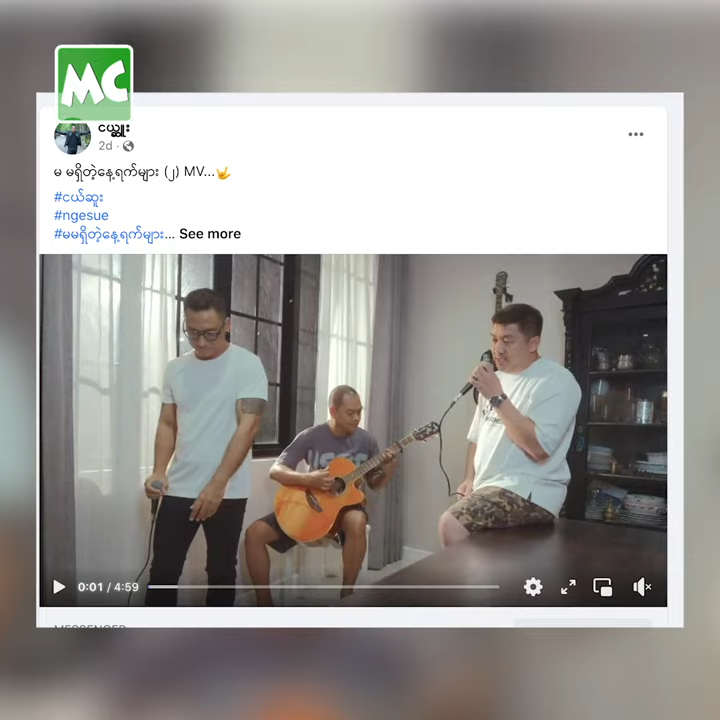 MC
ငယ်ဆူး
2d
မ မရှိတဲ့နေ့ရက်များ (၂) MV...🤟
#ငယ်ဆူး
#ngesue
#မမရှိတဲ့နေ့ရက်များ... See more
0:01 / 4:59